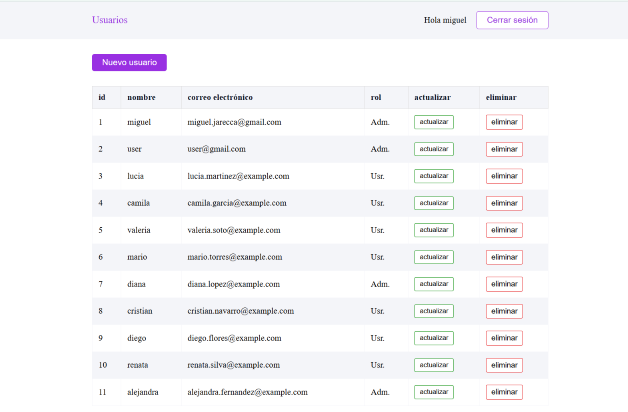 Usuarios Hola miguel Cerrar sesión
Nuevo usuario
id nombre correo electrónico rol actualizar eliminar
1 miguel miguel.jarecca@gmail.com Adm. actualizar eliminar
2 user user@gmail.com Adm. actualizar eliminar
3 lucia lucia.martinez@example.com Usr. actualizar eliminar
4 camila camila.garcia@example.com Usr. actualizar eliminar
5 valeria valeria.soto@example.com Usr. actualizar eliminar
6 mario mario.torres@example.com Usr. actualizar eliminar
7 diana diana.lopez@example.com Adm. actualizar eliminar
8 cristian cristian.navarro@example.com Usr. actualizar eliminar
9 diego diego.flores@example.com Usr. actualizar eliminar
10 renata renata.silva@example.com Usr. actualizar eliminar
11 alejandra alejandra.fernandez@example.com Adm. actualizar eliminar